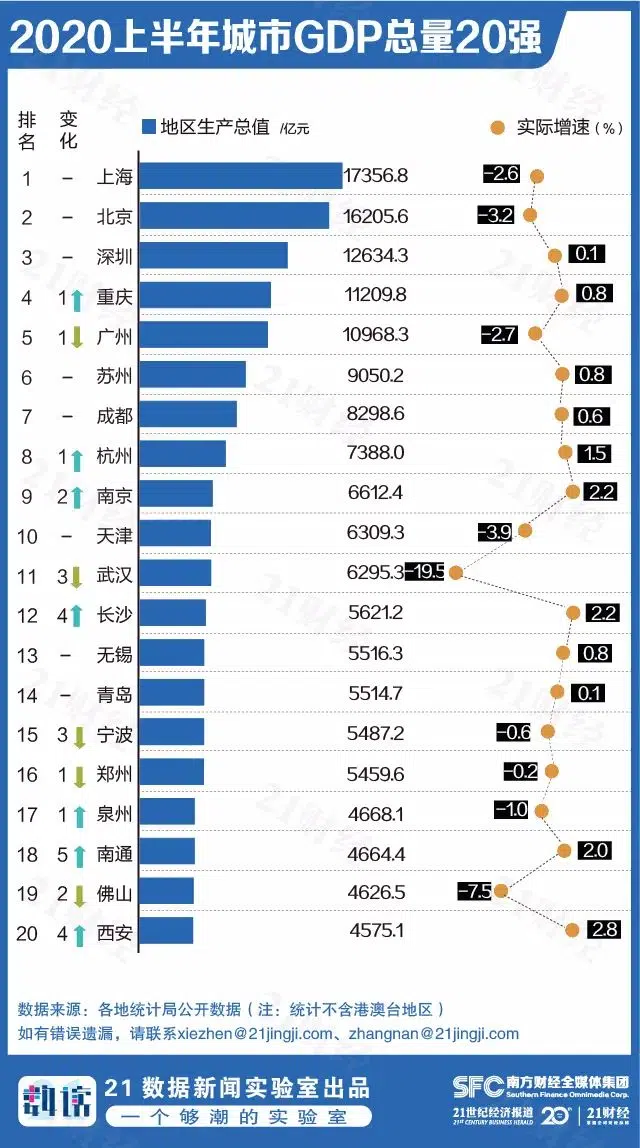 2020上半年城市GDP总量20强
排名 变化 地区生产总值 /亿元 实际增速(%)
1 – 上海 17356.8 -2.6
2 – 北京 16205.6 -3.2
3 – 深圳 12634.3 0.1
4 1↑ 重庆 11209.8 0.8
5 1↓ 广州 10968.3 -2.7
6 – 苏州 9050.2 0.8
7 – 成都 8298.6 0.6
8 1↑ 杭州 7388.0 1.5
9 2↑ 南京 6612.4 2.2
10 – 天津 6309.3 -3.9
11 3↓ 武汉 6295.3 -19.5
12 4↑ 长沙 5621.2 2.2
13 – 无锡 5516.3 0.8
14 – 青岛 5514.7 0.1
15 3↓ 宁波 5487.2 -0.6
16 1↓ 郑州 5459.6 -0.2
17 1↑ 泉州 4668.1 -1.0
18 5↑ 南通 4664.4 2.0
19 2↓ 佛山 4626.5 -7.5
20 4↑ 西安 4575.1 2.8
数据来源：各地统计局公开数据（注：统计不含港澳台地区）
如有错误遗漏，请联系xiezhen@21jingji.com、zhangnan@21jingji.com
21数据新闻实验室出品
一个够潮的实验室
SFC 南方财经全媒体集团
Southern Finance Omnimedia Corp.
21世纪经济报道 20 21财经
21ST CENTURY BUSINESS HERALD